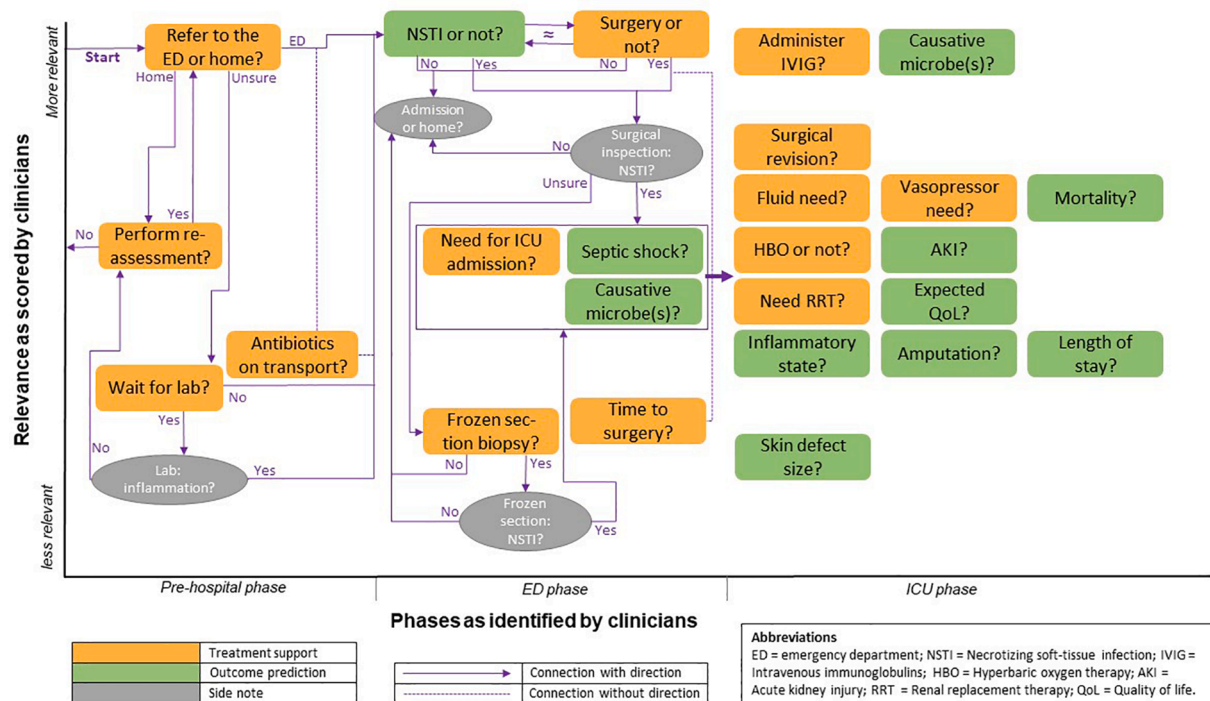 Relevance as scored by clinicians
More relevant
less relevant
Start
Refer to the
ED or home?
ED
Home
Unsure
Yes
No
Perform re-
assessment?
Antibiotics
on transport?
Wait for lab?
No
Yes
No
Lab:
inflammation?
Yes
NSTI or not?
≈
Surgery or
not?
No
Yes
No
Yes
Admission
or home?
No
Surgical
inspection:
NSTI?
Unsure
Yes
Need for ICU
admission?
Septic shock?
Causative
microbe(s)?
Frozen sec-
tion biopsy?
Time to
surgery?
No
Yes
No
Frozen
section:
NSTI?
Yes
Administer
IVIG?
Causative
microbe(s)?
Surgical
revision?
Fluid need?
Vasopressor
need?
Mortality?
HBO or not?
AKI?
Need RRT?
Expected
QoL?
Inflammatory
state?
Amputation?
Length of
stay?
Skin defect
size?
Pre-hospital phase
ED phase
ICU phase
Phases as identified by clinicians
Treatment support
Outcome prediction
Side note
Connection with direction
Connection without direction
Abbreviations
ED = emergency department; NSTI = Necrotizing soft-tissue infection; IVIG =
Intravenous immunoglobulins; HBO = Hyperbaric oxygen therapy; AKI =
Acute kidney injury; RRT = Renal replacement therapy; QoL = Quality of life.